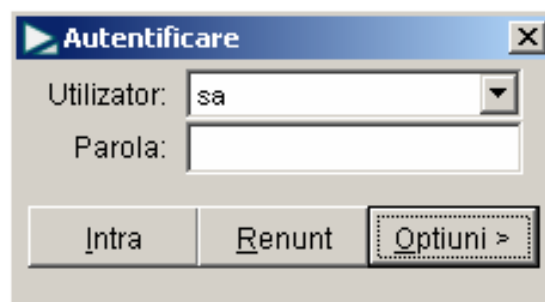 Autentificare
Utilizator: sa
Parola:
Intra Renunt Optiuni >